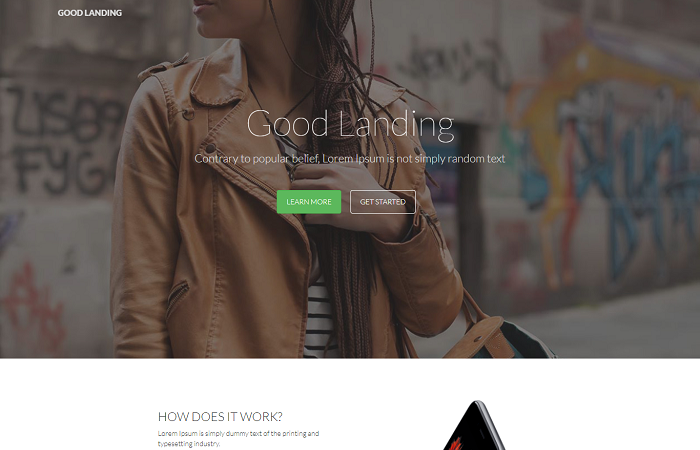 GOOD LANDING
Good Landing
Contrary to popular belief, Lorem Ipsum is not simply random text
LEARN MORE
GET STARTED
HOW DOES IT WORK?
Lorem Ipsum is simply dummy text of the printing and
typesetting industry.